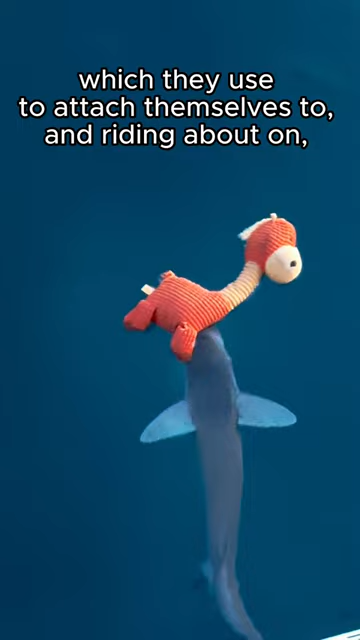 which they use
to attach themselves to,
and riding about on,